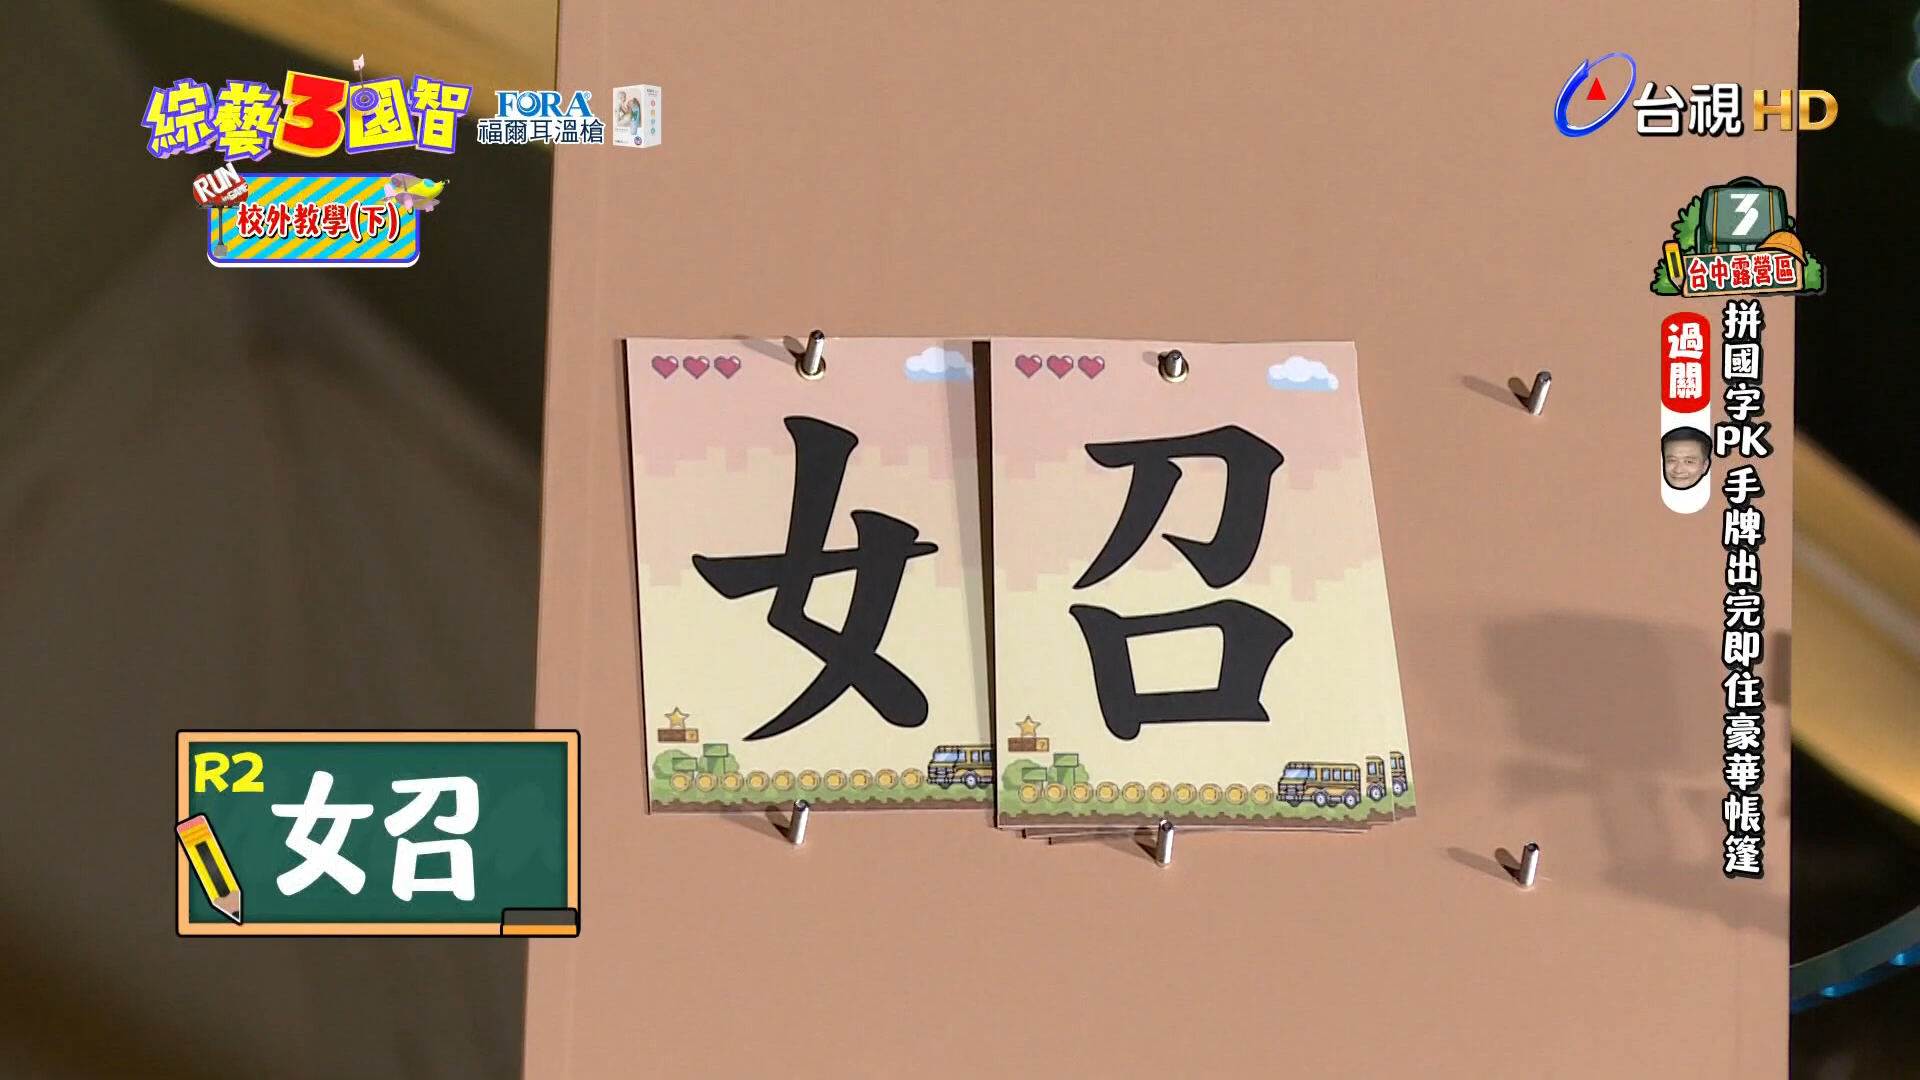 綜藝3國智
FORA
福爾耳溫槍
RUN
校外教學(下)
台視HD
3
台中露營區
過關
拼國字PK手牌出完即住豪華帳篷
女 召
R2
女召